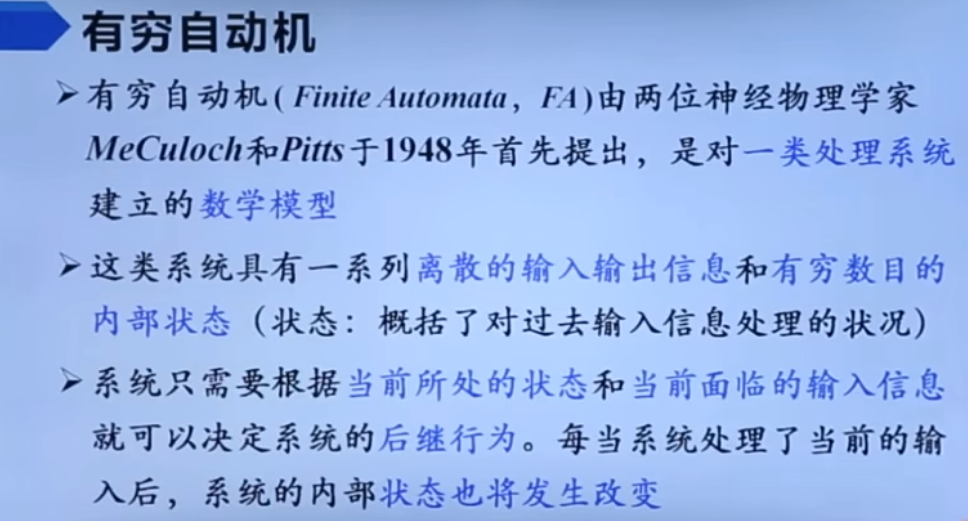 有穷自动机
➢有穷自动机( Finite Automata，FA)由两位神经物理学家
MeCuloch和Pitts于1948年首先提出，是对一类处理系统
建立的数学模型
➢这类系统具有一系列离散的输入输出信息和有穷数目的
内部状态（状态：概括了对过去输入信息处理的状况）
➢系统只需要根据当前所处的状态和当前面临的输入信息
就可以决定系统的后继行为。每当系统处理了当前的输
入后，系统的内部状态也将发生改变